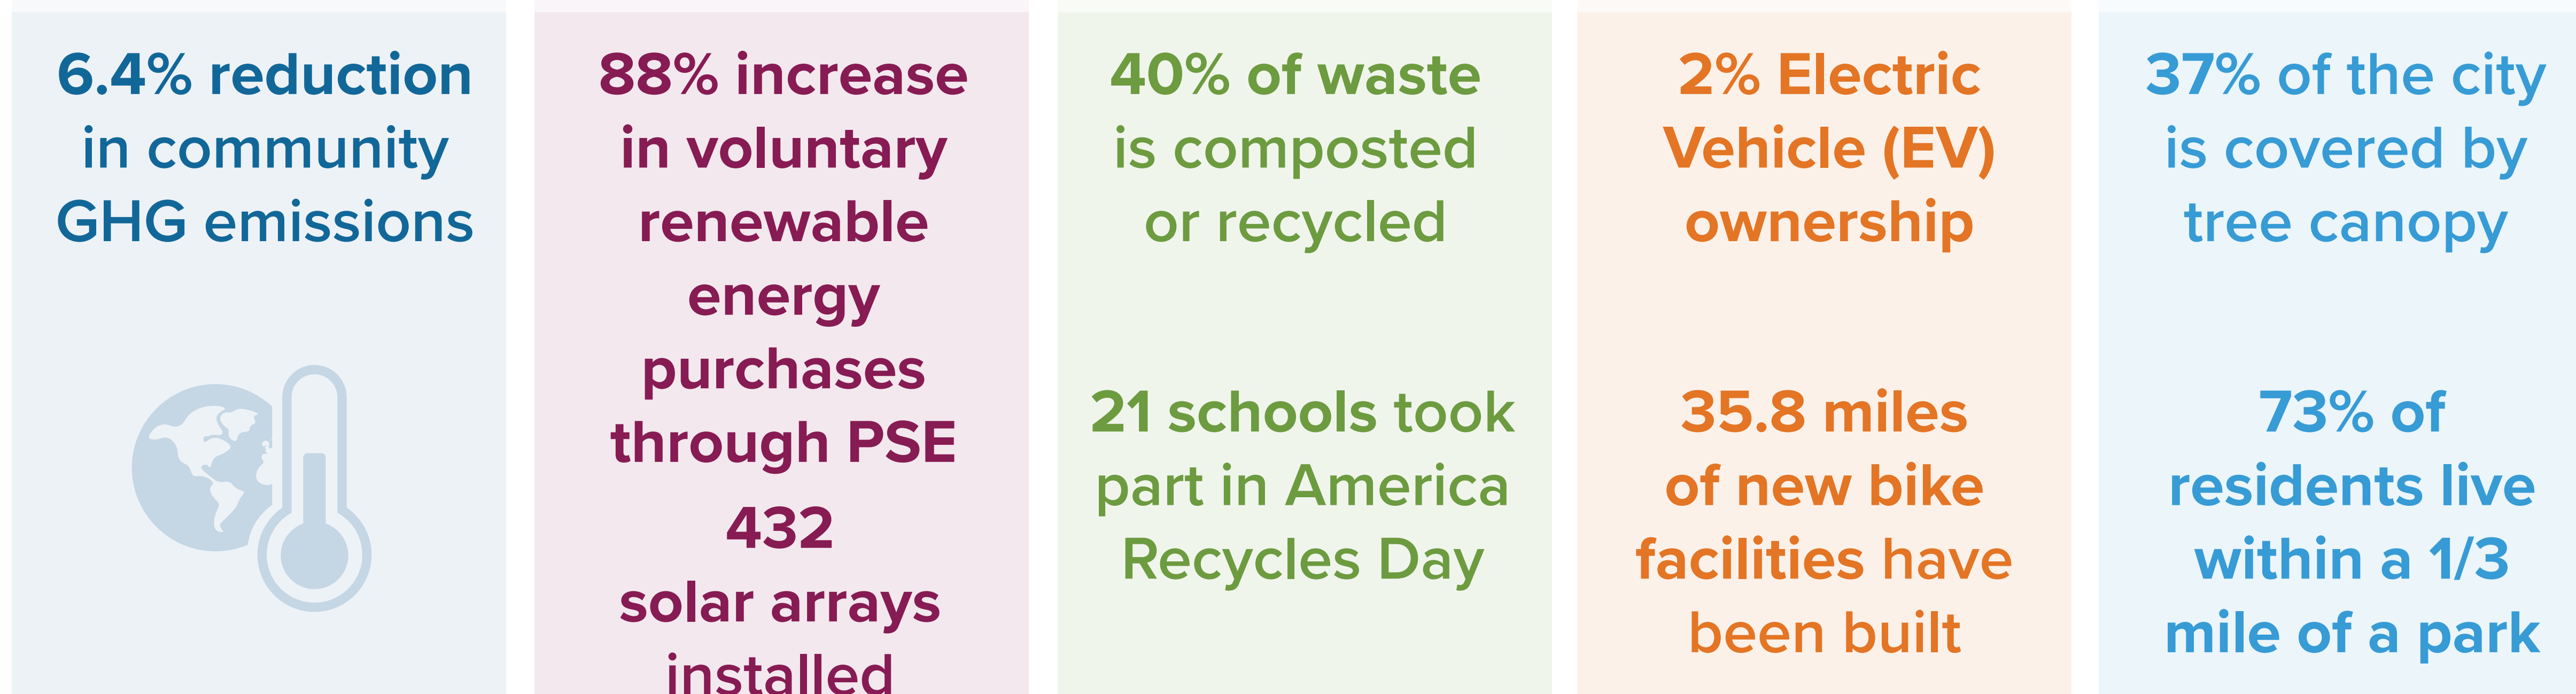 6.4% reduction
in community
GHG emissions
88% increase
in voluntary
renewable
energy
purchases
through PSE
432
solar arrays
installed
40% of waste
is composted
or recycled
21 schools took
part in America
Recycles Day
2% Electric
Vehicle (EV)
ownership
35.8 miles
of new bike
facilities have
been built
37% of the city
is covered by
tree canopy
73% of
residents live
within a 1/3
mile of a park